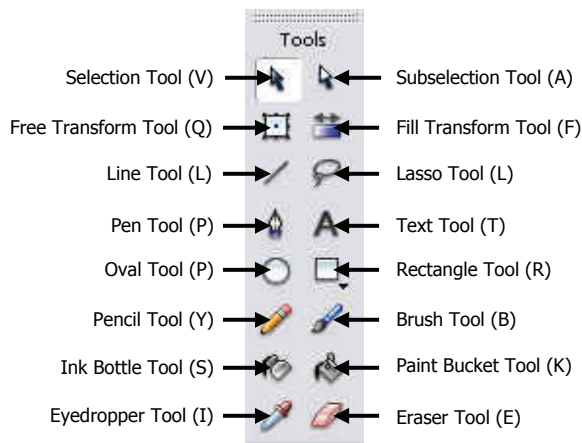 Tools
Selection Tool (V)
Subselection Tool (A)
Free Transform Tool (Q)
Fill Transform Tool (F)
Line Tool (L)
Lasso Tool (L)
Pen Tool (P)
Text Tool (T)
Oval Tool (P)
Rectangle Tool (R)
Pencil Tool (Y)
Brush Tool (B)
Ink Bottle Tool (S)
Paint Bucket Tool (K)
Eyedropper Tool (I)
Eraser Tool (E)